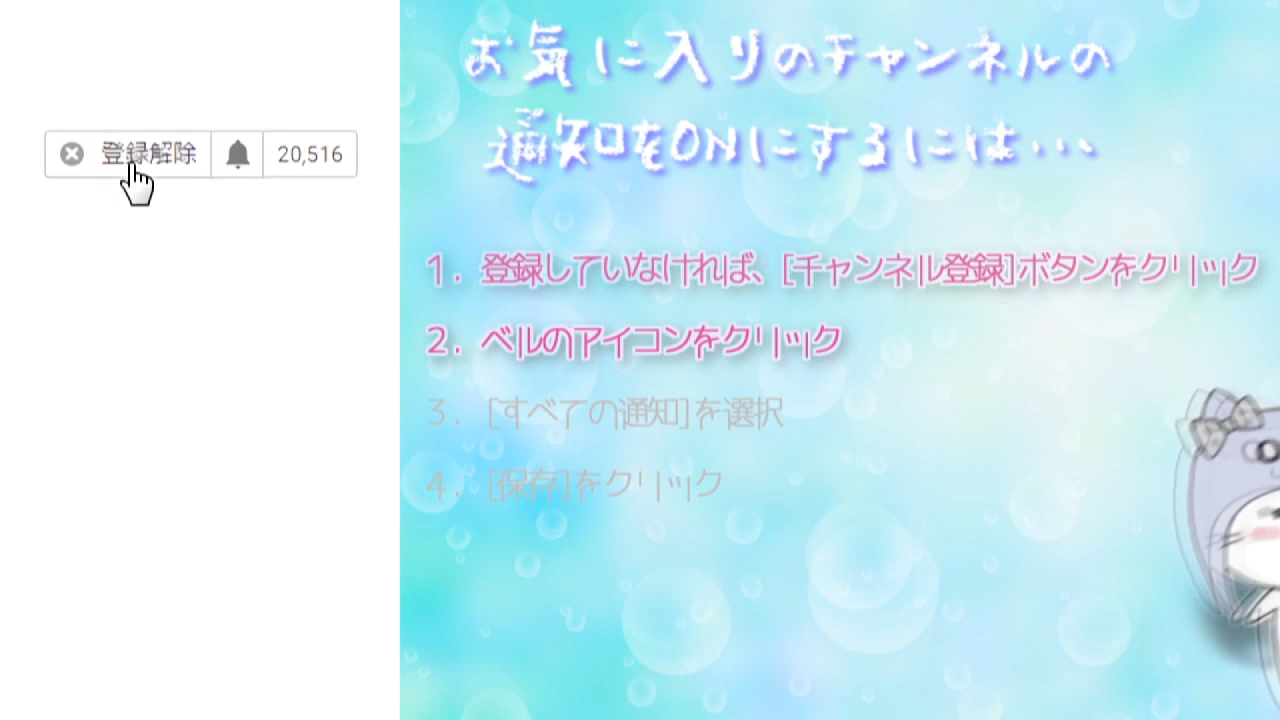 登録解除 20,516
お気に入りのチャンネルの
通知をONにするには・・・
1. 登録していなければ、[チャンネル登録]ボタンをクリック
2. ベルのアイコンをクリック
3. [すべての通知]を選択
4. [保存]をクリック